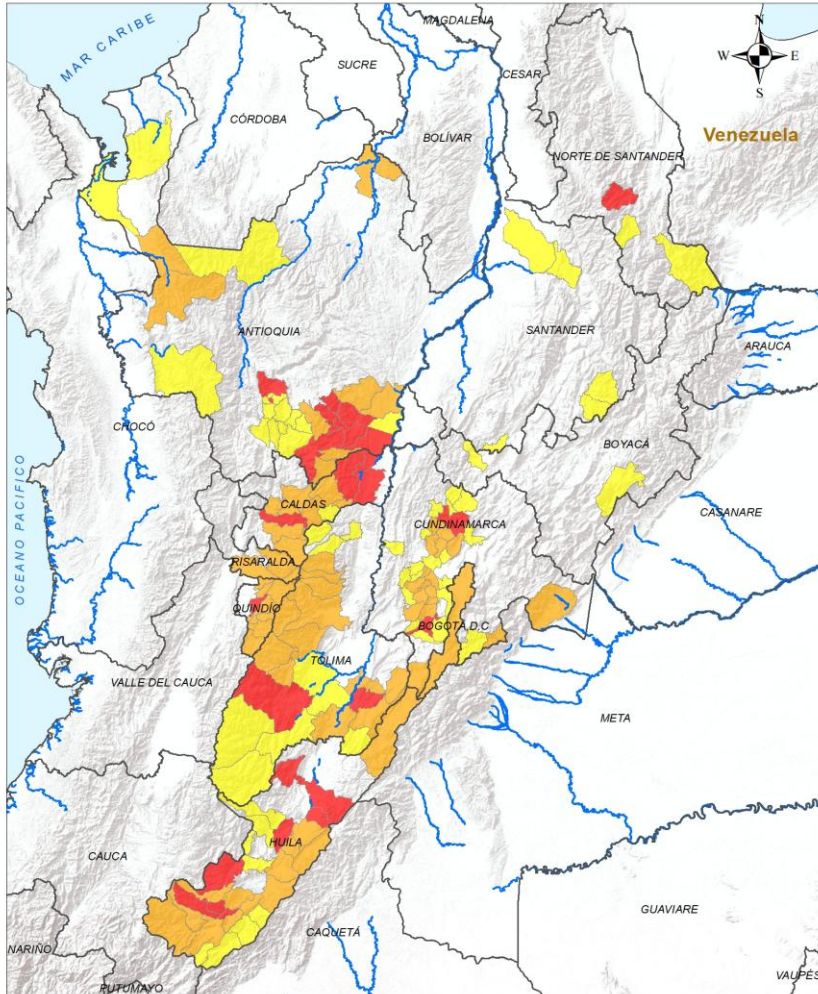 MAGDALENA
N
W E
S
MAR CARIBE
SUCRE
CESAR
CÓRDOBA
BOLÍVAR
Venezuela
NORTE DE SANTANDER
ANTIOQUIA
SANTANDER
ARAUCA
CHOCÓ
BOYACÁ
CALDAS
CUNDINAMARCA
CASANARE
OCEANO PACIFICO
RISARALDA
QUINDÍO
BOGOTÁ, D.C
TOLIMA
VALLE DEL CAUCA
META
HUILA
CAUCA
GUAVIARE
CAQUETÁ
NARIÑO
PUTUMAYO
VAUPÉS